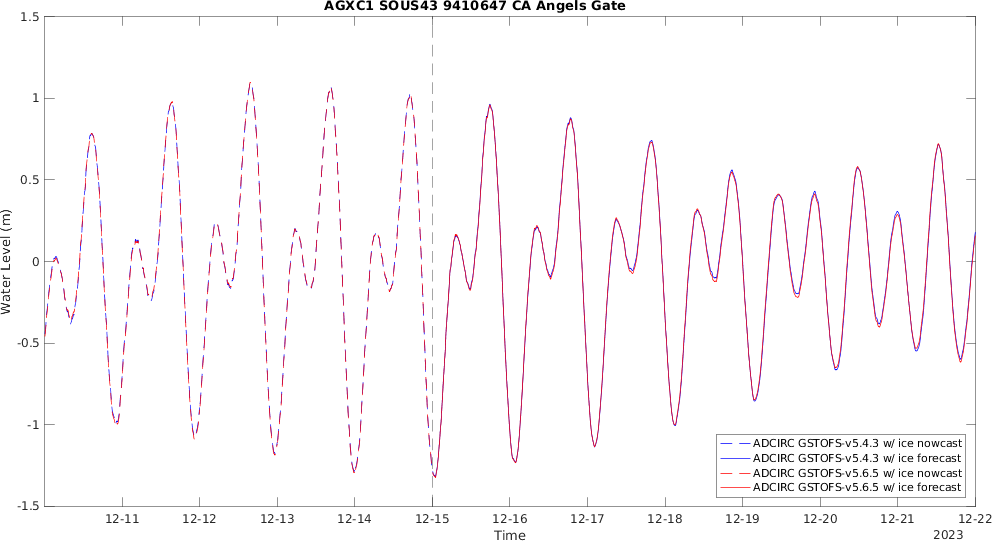 AGXC1 SOUS43 9410647 CA Angels Gate
1.5
1
0.5
0
-0.5
-1
-1.5
Water Level (m)
ADCIRC GSTOFS-v5.4.3 w/ ice nowcast
ADCIRC GSTOFS-v5.4.3 w/ ice forecast
ADCIRC GSTOFS-v5.6.5 w/ ice nowcast
ADCIRC GSTOFS-v5.6.5 w/ ice forecast
12-11 12-12 12-13 12-14 12-15 12-16 12-17 12-18 12-19 12-20 12-21 12-22
Time
2023